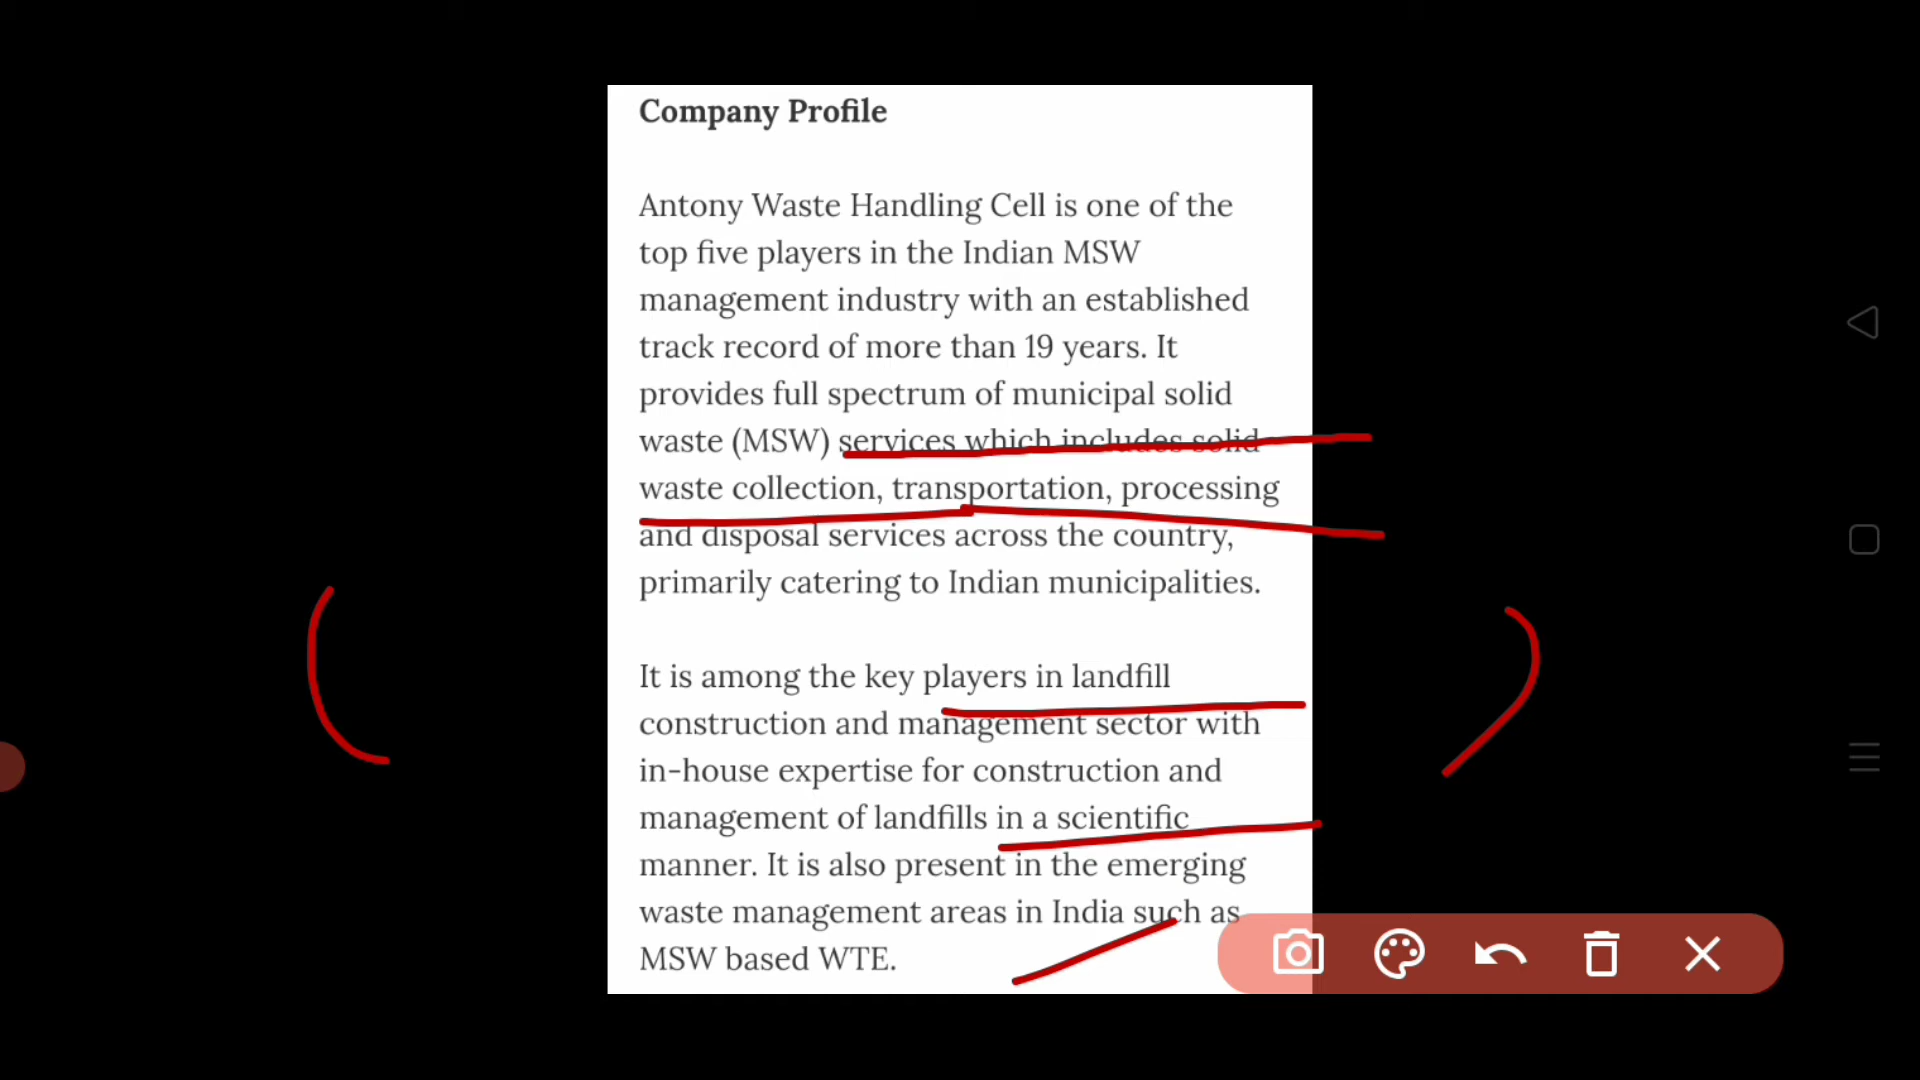 Company Profile
Antony Waste Handling Cell is one of the
top five players in the Indian MSW
management industry with an established
track record of more than 19 years. It
provides full spectrum of municipal solid
waste (MSW) services which includes solid
waste collection, transportation, processing
and disposal services across the country,
primarily catering to Indian municipalities.
It is among the key players in landfill
construction and management sector with
in-house expertise for construction and
management of landfills in a scientific
manner. It is also present in the emerging
waste management areas in India such as
MSW based WTE.